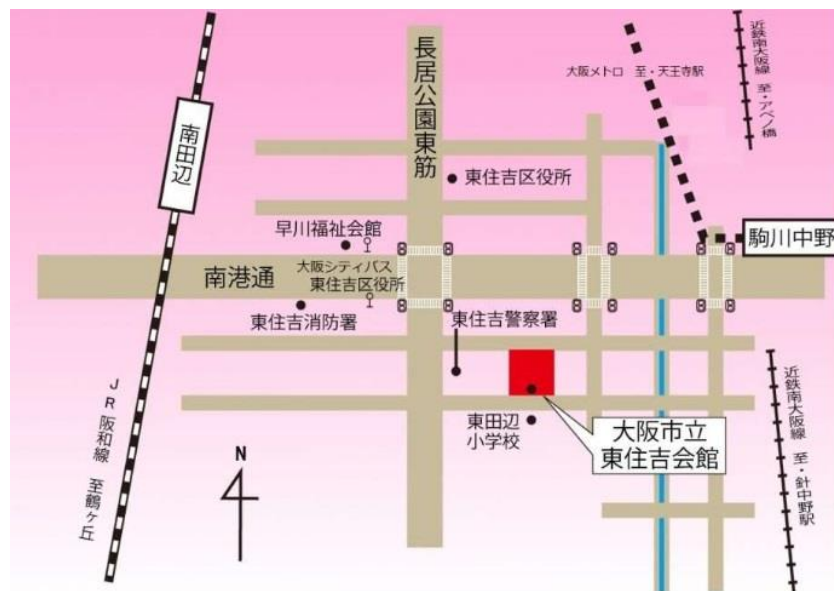 近鉄南大阪線 至・アベノ橋
大阪メトロ 至・天王寺駅
長居公園東筋
南田辺
東住吉区役所
早川福祉会館
駒川中野
大阪シティバス
東住吉区役所
南港通
東住吉消防署
東住吉警察署
東田辺
小学校
大阪市立
東住吉会館
JR阪和線 至鶴ヶ丘
N
近鉄南大阪線 至・針中野駅